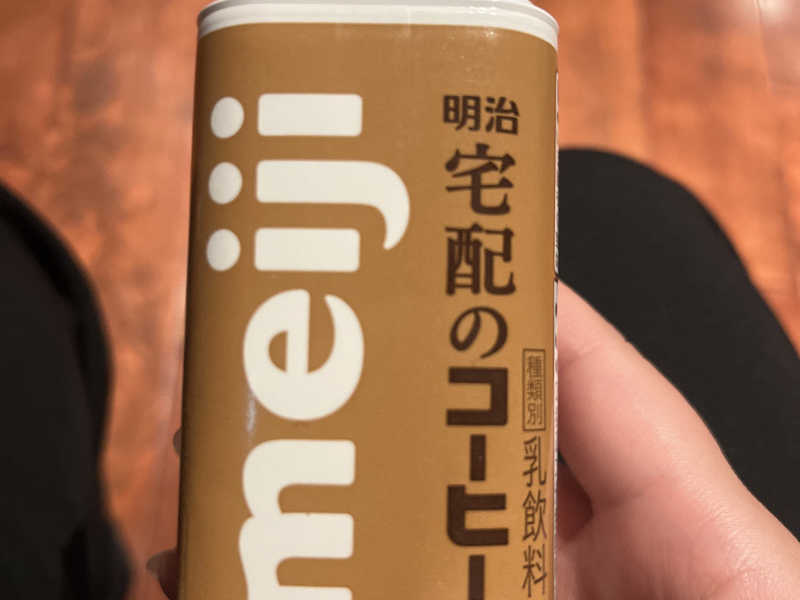 meiji
明治
宅配のコーヒー
種類別
乳飲料